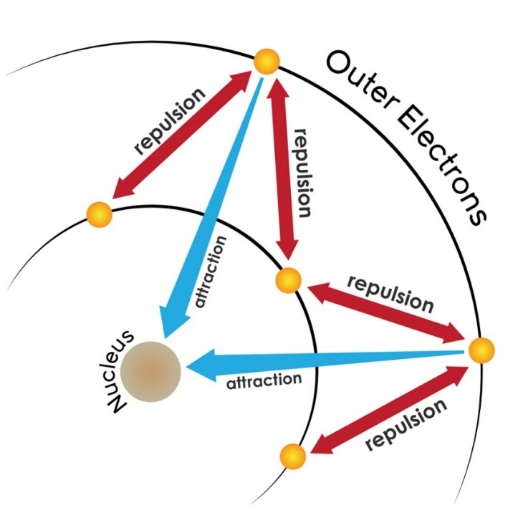 Outer Electrons
repulsion
repulsion
attraction
repulsion
Nucleus
attraction
repulsion